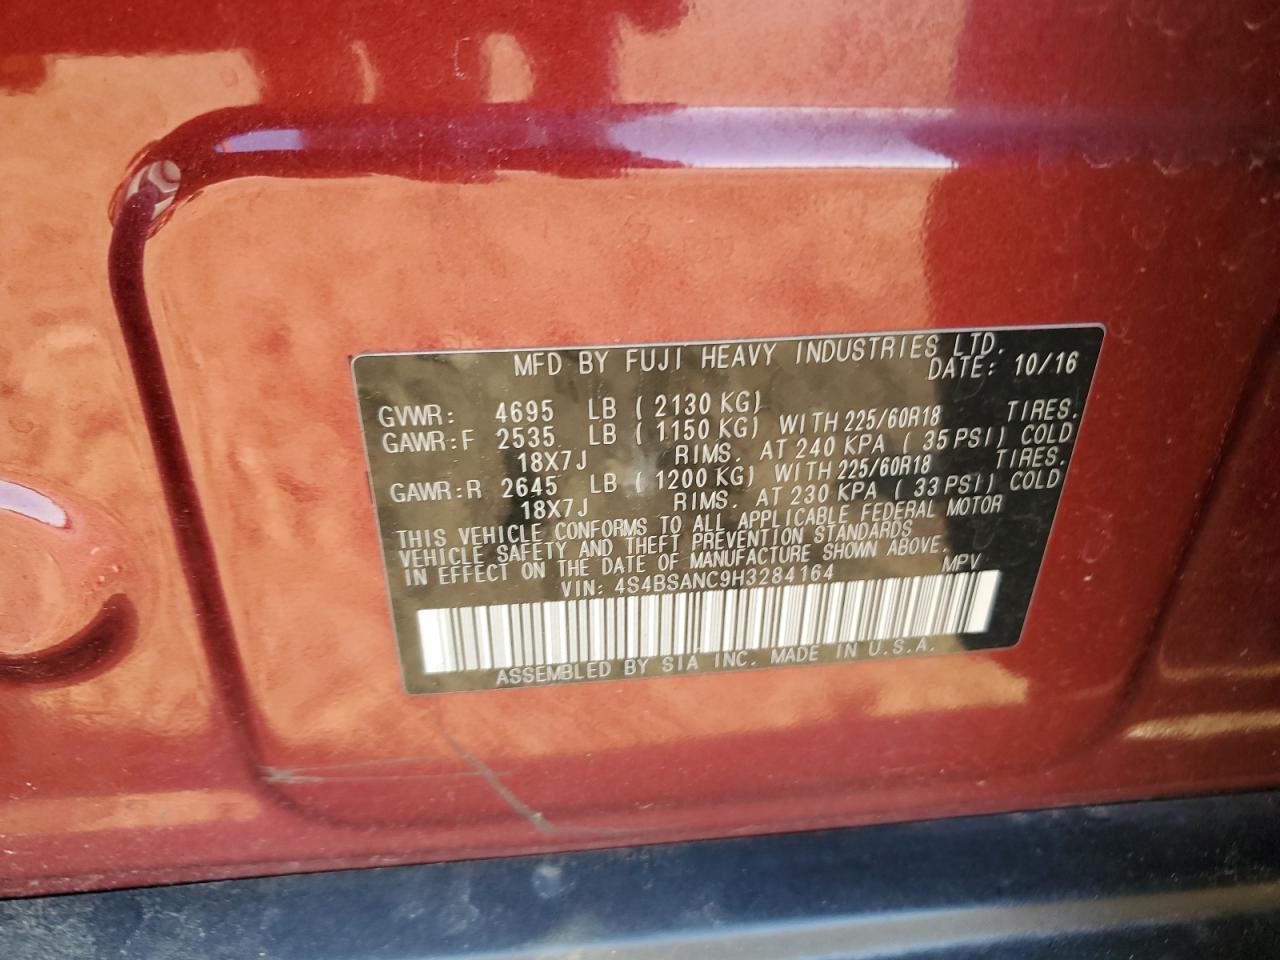 MFD BY FUJI HEAVY INDUSTRIES LTD.
DATE: 10/16
GVWR: 4695 LB ( 2130 KG)
GAWR:F 2535 LB ( 1150 KG) WITH 225/60R18 TIRES.
18X7J RIMS. AT 240 KPA ( 35 PSI) COLD
GAWR:R 2645 LB ( 1200 KG) WITH 225/60R18 TIRES.
18X7J RIMS. AT 230 KPA ( 33 PSI) COLD
THIS VEHICLE CONFORMS TO ALL APPLICABLE FEDERAL MOTOR
VEHICLE SAFETY AND THEFT PREVENTION STANDARDS
IN EFFECT ON THE DATE OF MANUFACTURE SHOWN ABOVE.
VIN: 4S4BSANC9H3284164 MPV
ASSEMBLED BY SIA INC. MADE IN U.S.A.